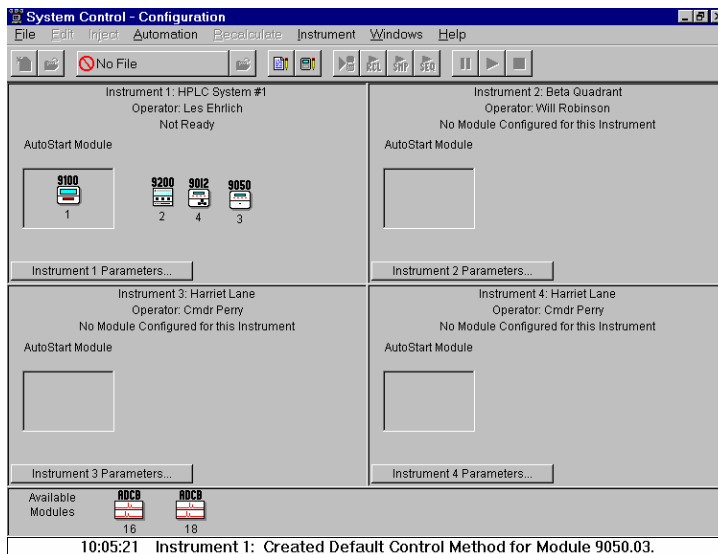 System Control - Configuration
File Edit Inject Automation Recalculate Instrument Windows Help
No File RCL SMP SEQ
Instrument 1: HPLC System #1
Operator: Les Ehrlich
Not Ready
AutoStart Module
9100 9200 9012 9050
1 2 4 3
Instrument 1 Parameters...
Instrument 2: Beta Quadrant
Operator: Will Robinson
No Module Configured for this Instrument
AutoStart Module
Instrument 2 Parameters...
Instrument 3: Harriet Lane
Operator: Cmdr Perry
No Module Configured for this Instrument
AutoStart Module
Instrument 3 Parameters...
Instrument 4: Harriet Lane
Operator: Cmdr Perry
No Module Configured for this Instrument
AutoStart Module
Instrument 4 Parameters...
Available
Modules
ADCB ADCB
16 18
10:05:21 Instrument 1: Created Default Control Method for Module 9050.03.